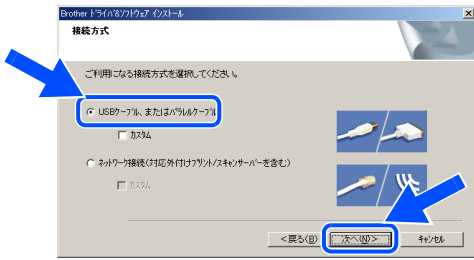 Brother ドライバ&ソフトウェア インストール
接続方式
ご利用になる接続方式を選択してください。
USBケーブル、またはパラレルケーブル
カスタム
ネットワーク接続(対応外付けプリント/スキャンサーバーを含む)
カスタム
<戻る(B)
次へ(N)>
キャンセル